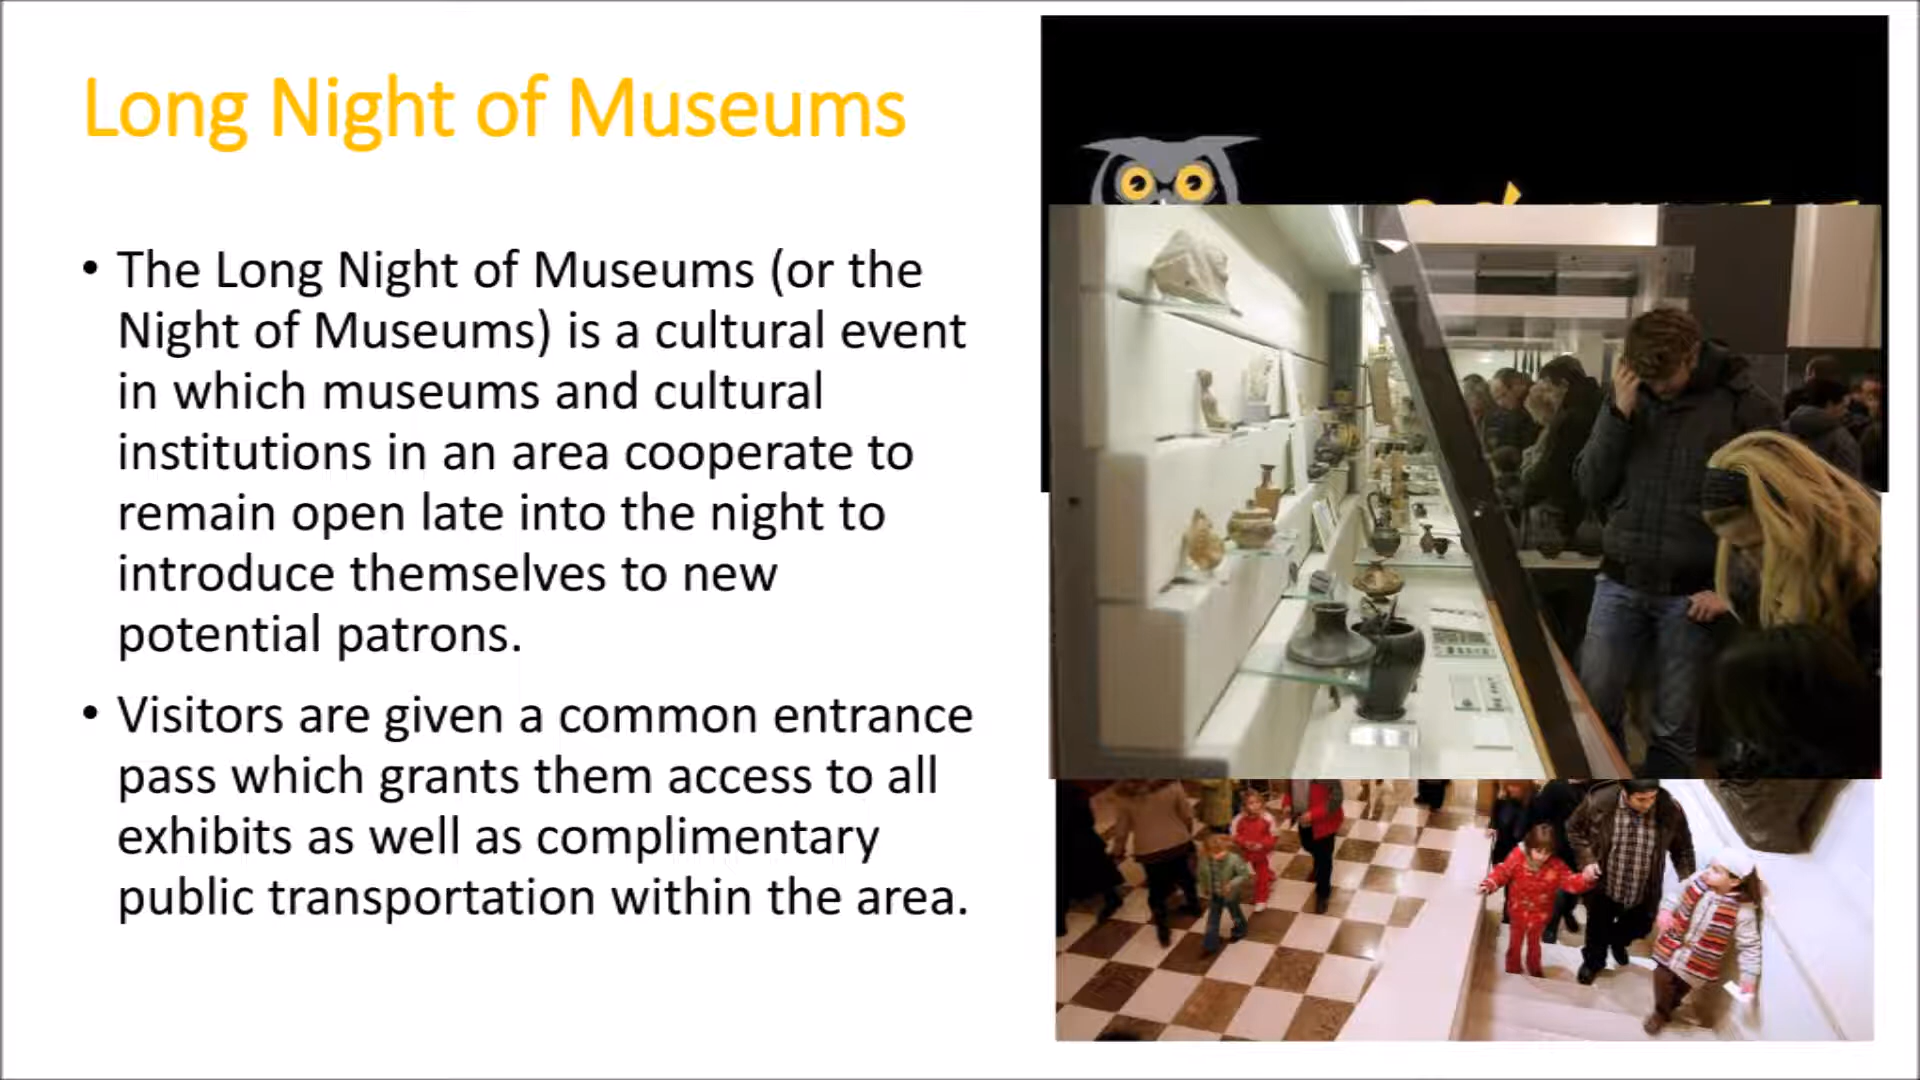 Long Night of Museums
• The Long Night of Museums (or the
Night of Museums) is a cultural event
in which museums and cultural
institutions in an area cooperate to
remain open late into the night to
introduce themselves to new
potential patrons.
• Visitors are given a common entrance
pass which grants them access to all
exhibits as well as complimentary
public transportation within the area.